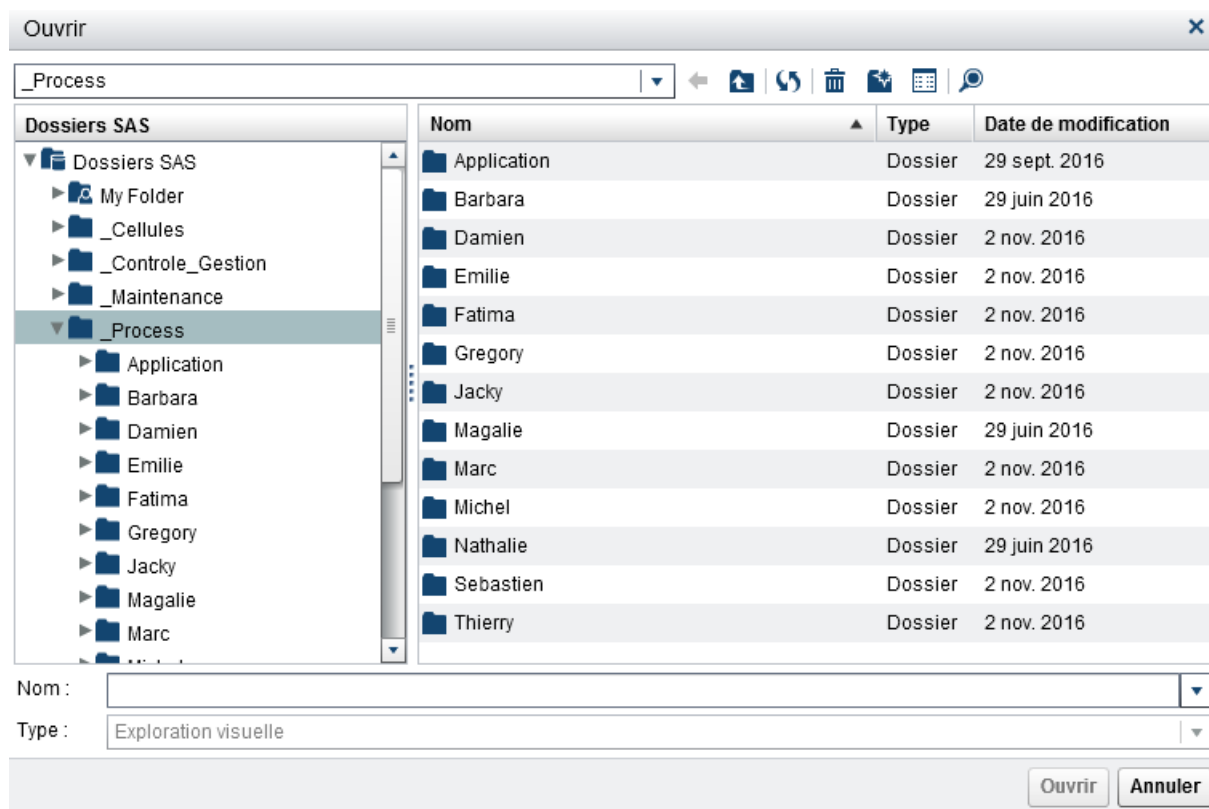 Ouvrir
_Process
Dossiers SAS
Dossiers SAS
My Folder
_Cellules
_Controle_Gestion
_Maintenance
_Process
Application
Barbara
Damien
Emilie
Fatima
Gregory
Jacky
Magalie
Marc
Nom Type Date de modification
Application Dossier 29 sept. 2016
Barbara Dossier 29 juin 2016
Damien Dossier 2 nov. 2016
Emilie Dossier 2 nov. 2016
Fatima Dossier 2 nov. 2016
Gregory Dossier 2 nov. 2016
Jacky Dossier 2 nov. 2016
Magalie Dossier 29 juin 2016
Marc Dossier 2 nov. 2016
Michel Dossier 2 nov. 2016
Nathalie Dossier 29 juin 2016
Sebastien Dossier 2 nov. 2016
Thierry Dossier 2 nov. 2016
Nom :
Type : Exploration visuelle
Ouvrir Annuler